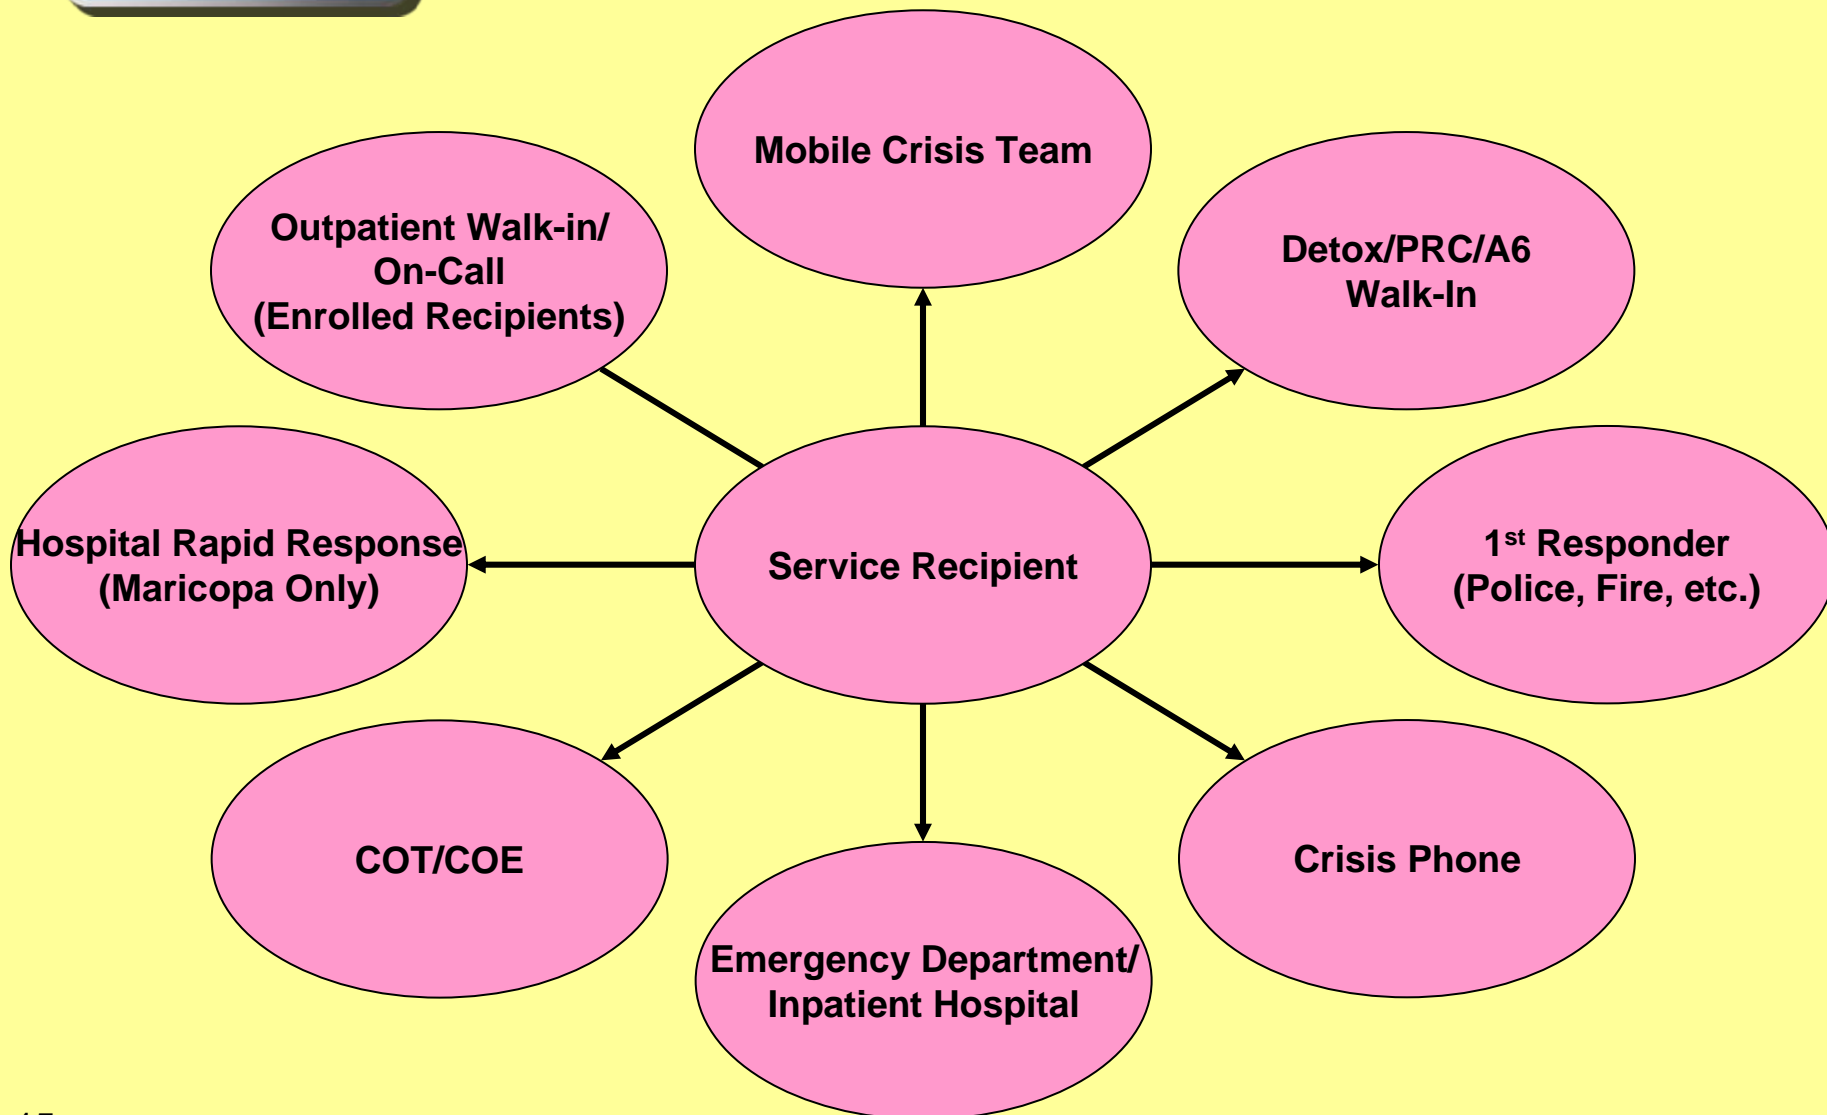 Mobile Crisis Team
Outpatient Walk-in/
On-Call
(Enrolled Recipients)
Detox/PRC/A6
Walk-In
Hospital Rapid Response
(Maricopa Only)
Service Recipient
1st Responder
(Police, Fire, etc.)
COT/COE
Crisis Phone
Emergency Department/
Inpatient Hospital